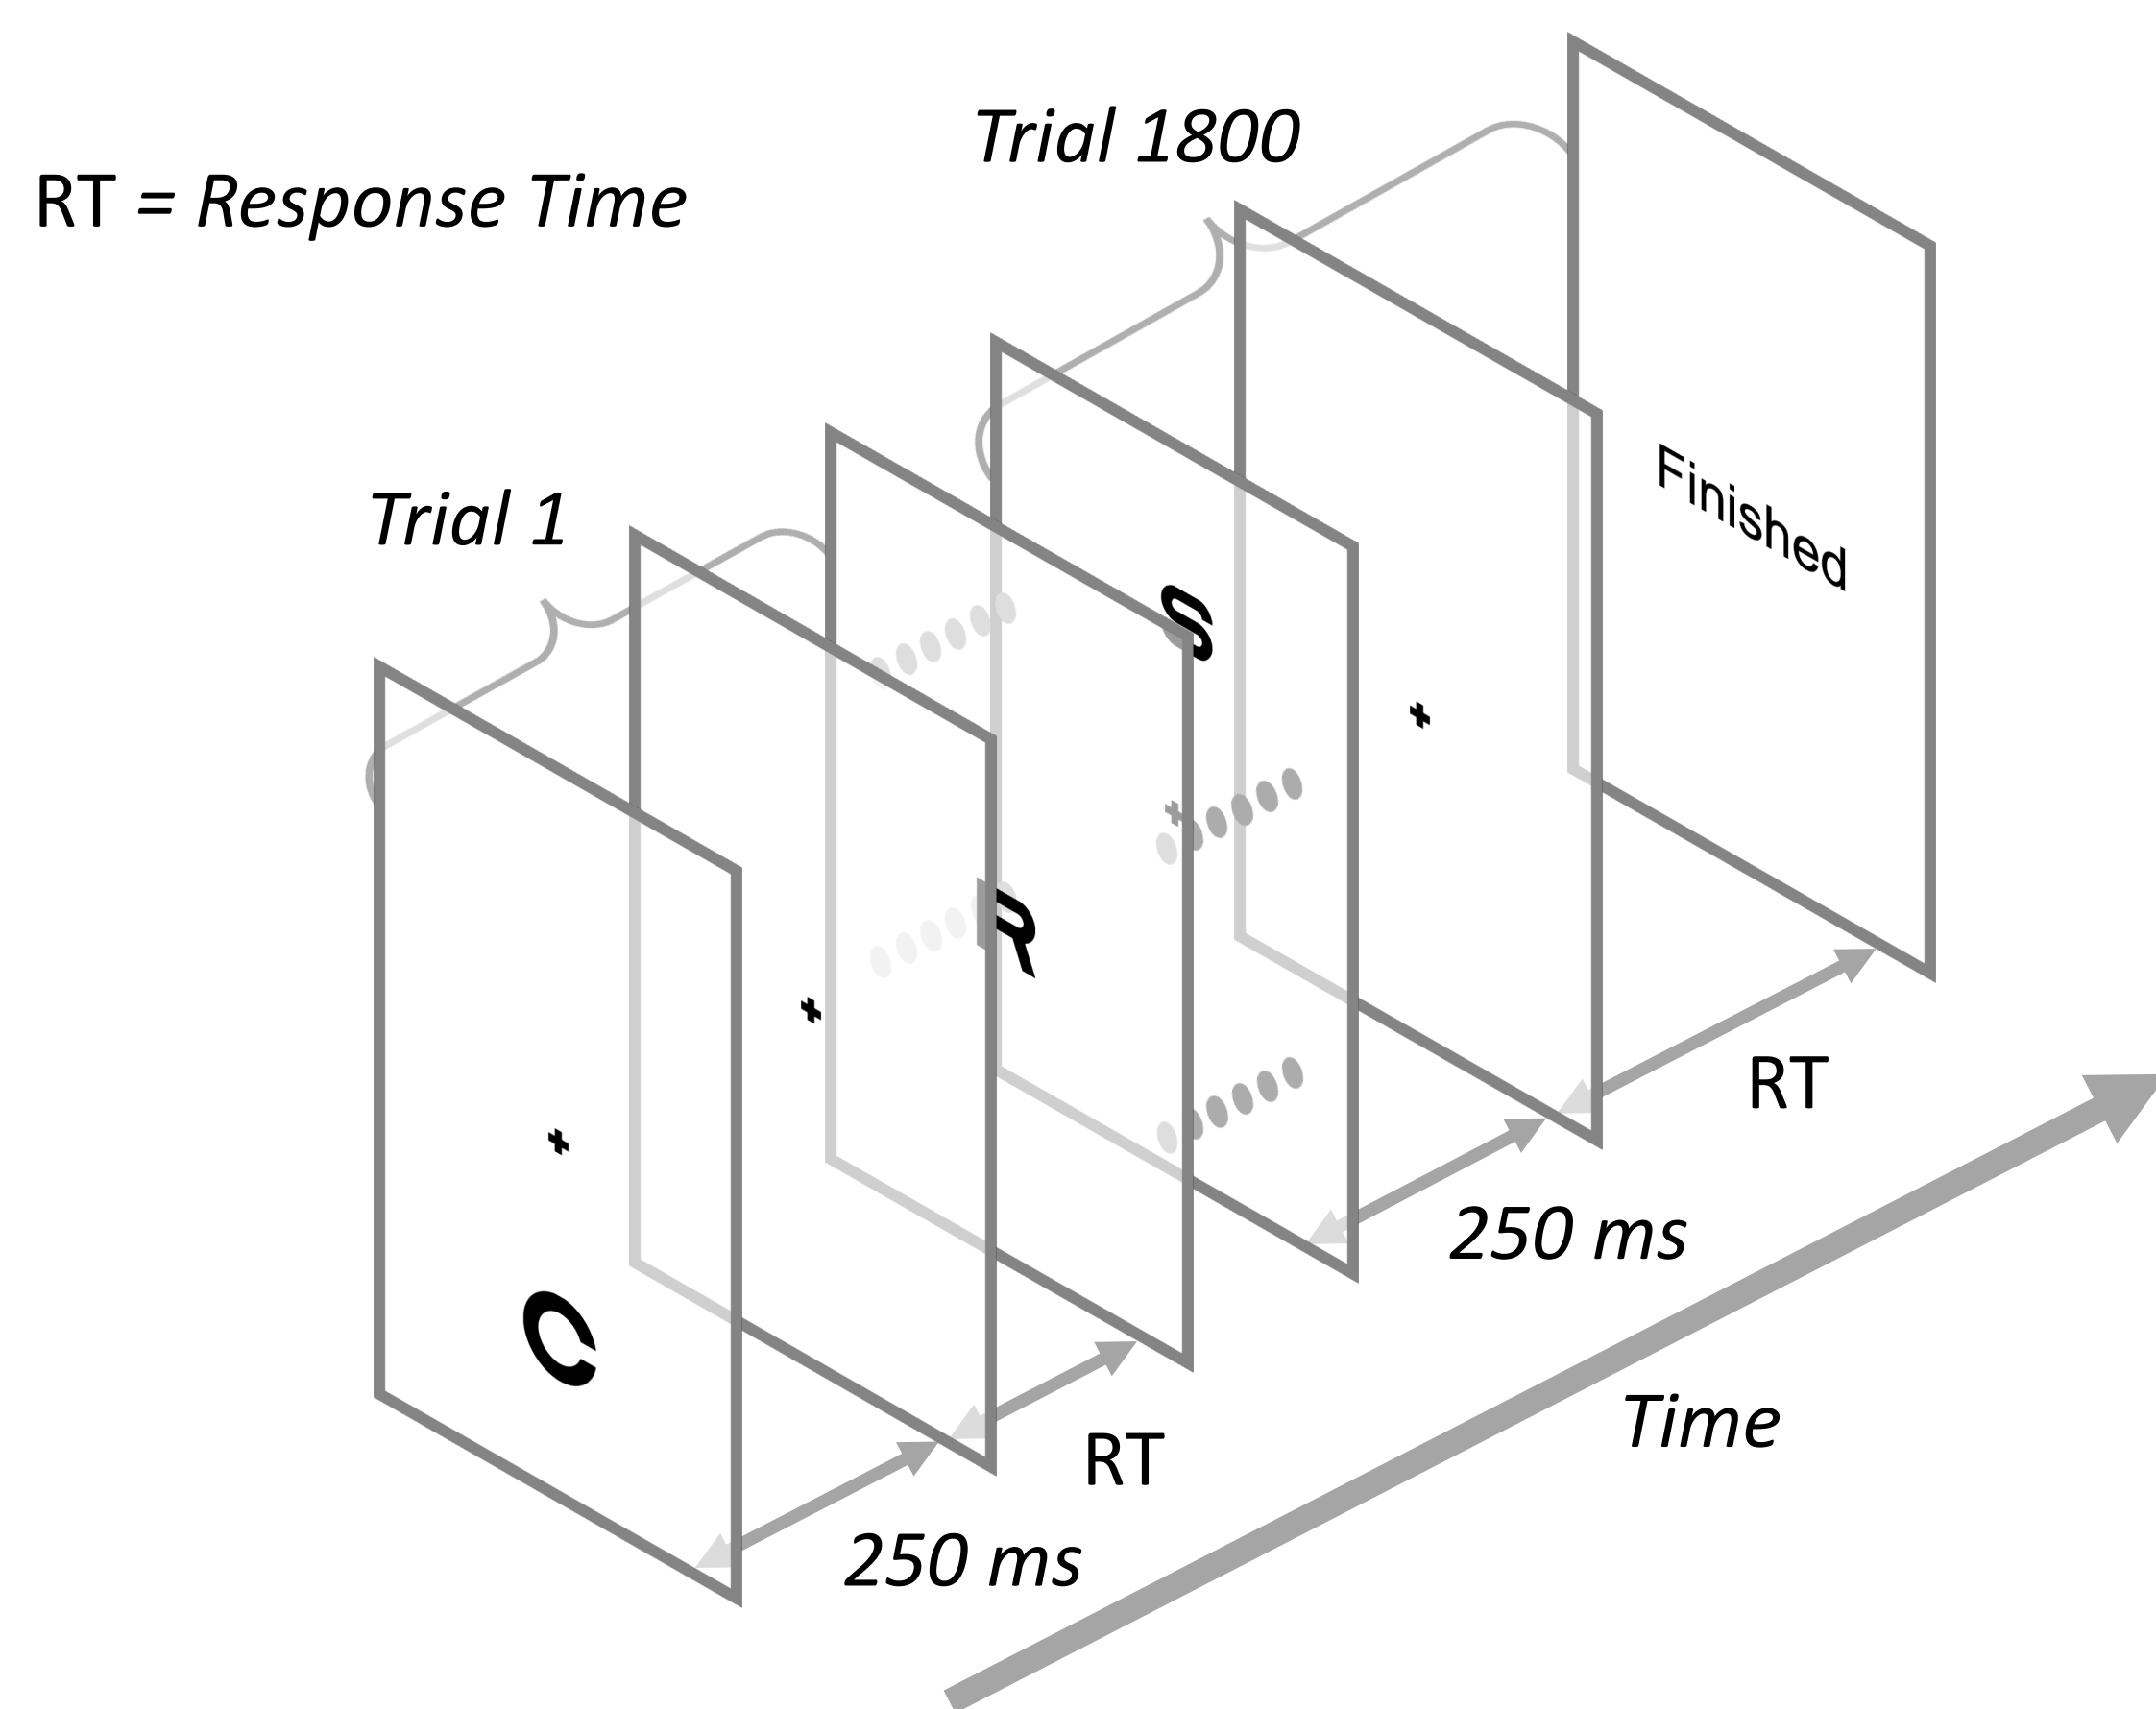 Trial 1800
RT = Response Time
Trial 1
Finished
S
R
C
RT
250 ms
Time
RT
250 ms